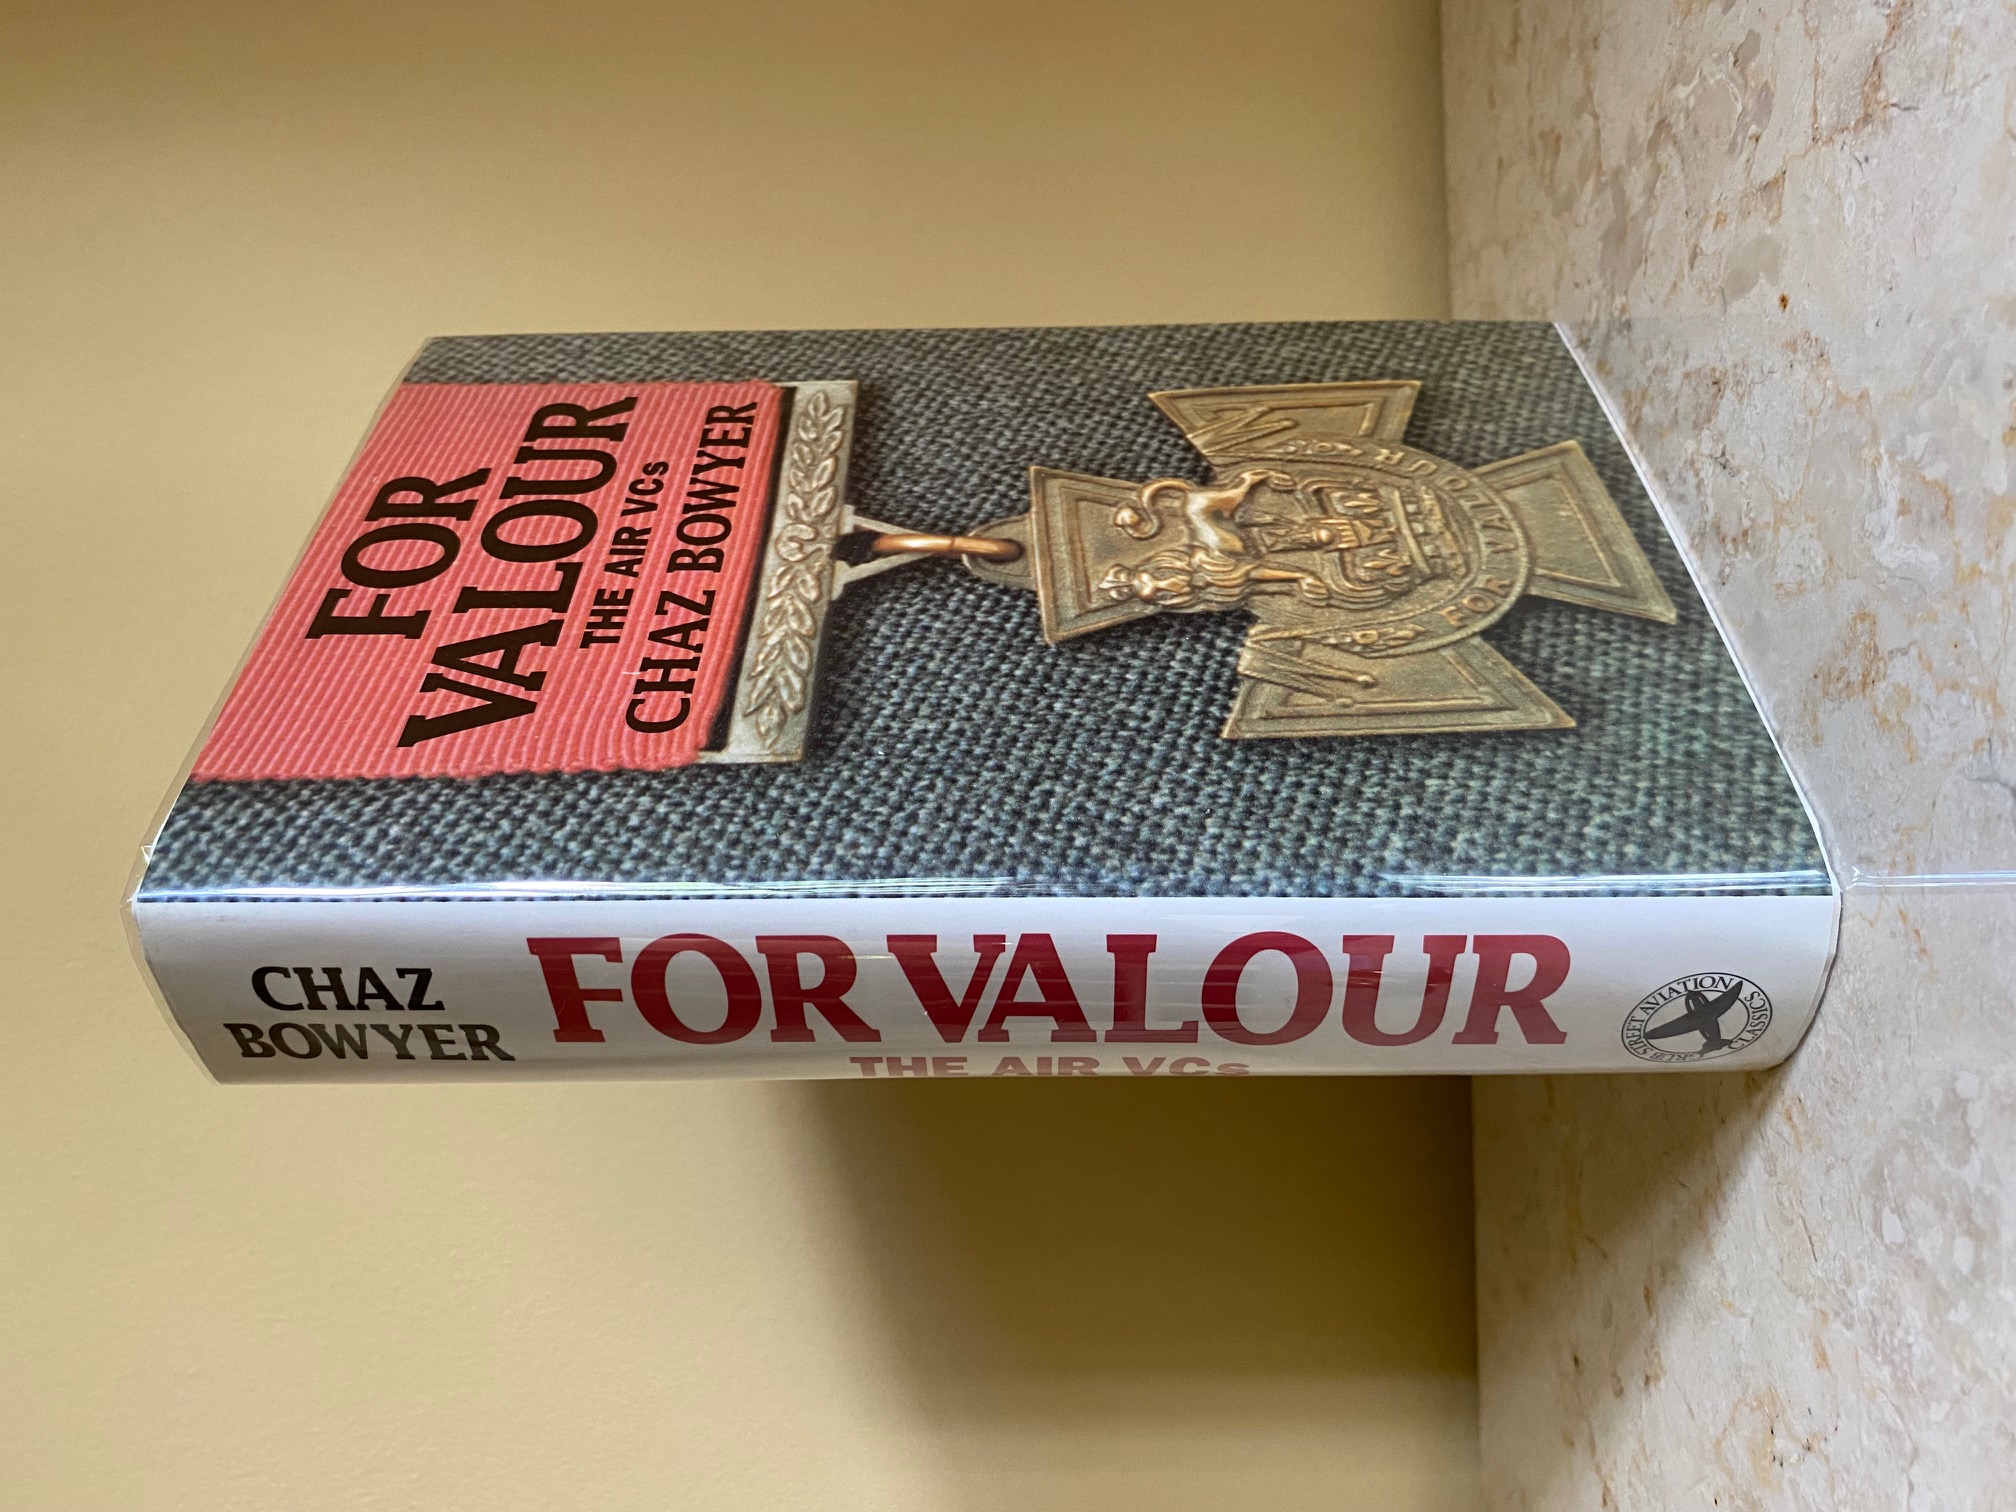 FOR
VALOUR
THE AIR VCs
CHAZ BOWYER
FOR VALOUR
CHAZ
BOWYER
FOR VALOUR
THE AIR VCs
GRUB STREET AVIATION CLASSICS